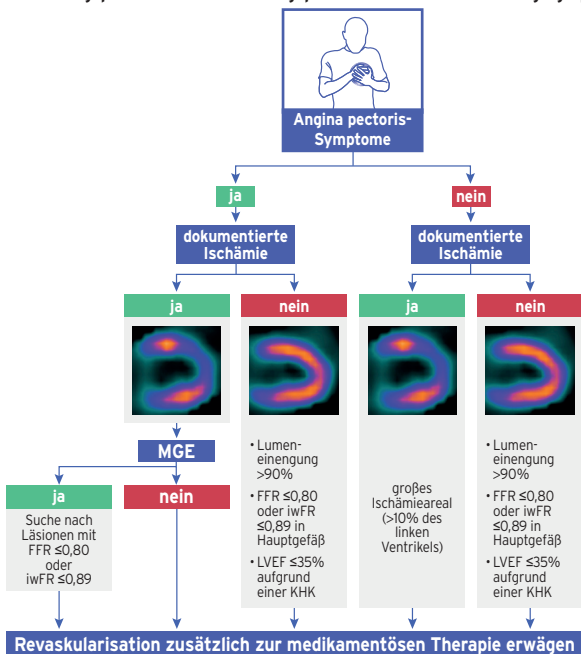 Angina pectoris-
Symptome
ja
nein
dokumentierte
Ischämie
dokumentierte
Ischämie
ja
nein
ja
nein
MGE
ja
nein
Suche nach
Läsionen mit
FFR ≤0,80
oder
iwFR ≤0,89
• Lumen-
einengung
>90%
• FFR ≤0,80
oder iwFR
≤0,89 in
Hauptgefäß
• LVEF ≤35%
aufgrund
einer KHK
großes
Ischämieareal
(>10% des
linken
Ventrikels)
• Lumen-
einengung
>90%
• FFR ≤0,80
oder iwFR
≤0,89 in
Hauptgefäß
• LVEF ≤35%
aufgrund
einer KHK
Revaskularisation zusätzlich zur medikamentösen Therapie erwägen